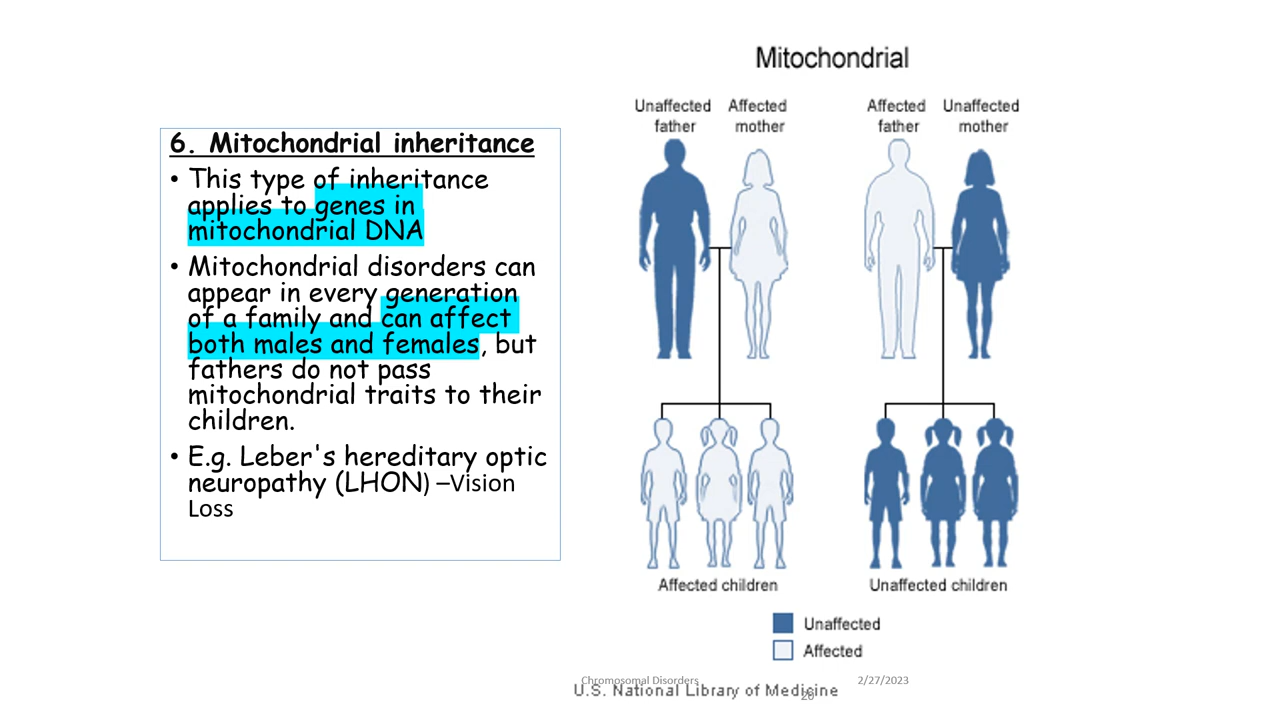 6. Mitochondrial inheritance
• This type of inheritance
applies to genes in
mitochondrial DNA
• Mitochondrial disorders can
appear in every generation
of a family and can affect
both males and females, but
fathers do not pass
mitochondrial traits to their
children.
• E.g. Leber's hereditary optic
neuropathy (LHON) –Vision
Loss
Mitochondrial
Unaffected father
Affected mother
Affected father
Unaffected mother
Affected children
Unaffected children
Unaffected
Affected
Chromosomal Disorders
2/27/2023
U.S. National Library of Medicine
20